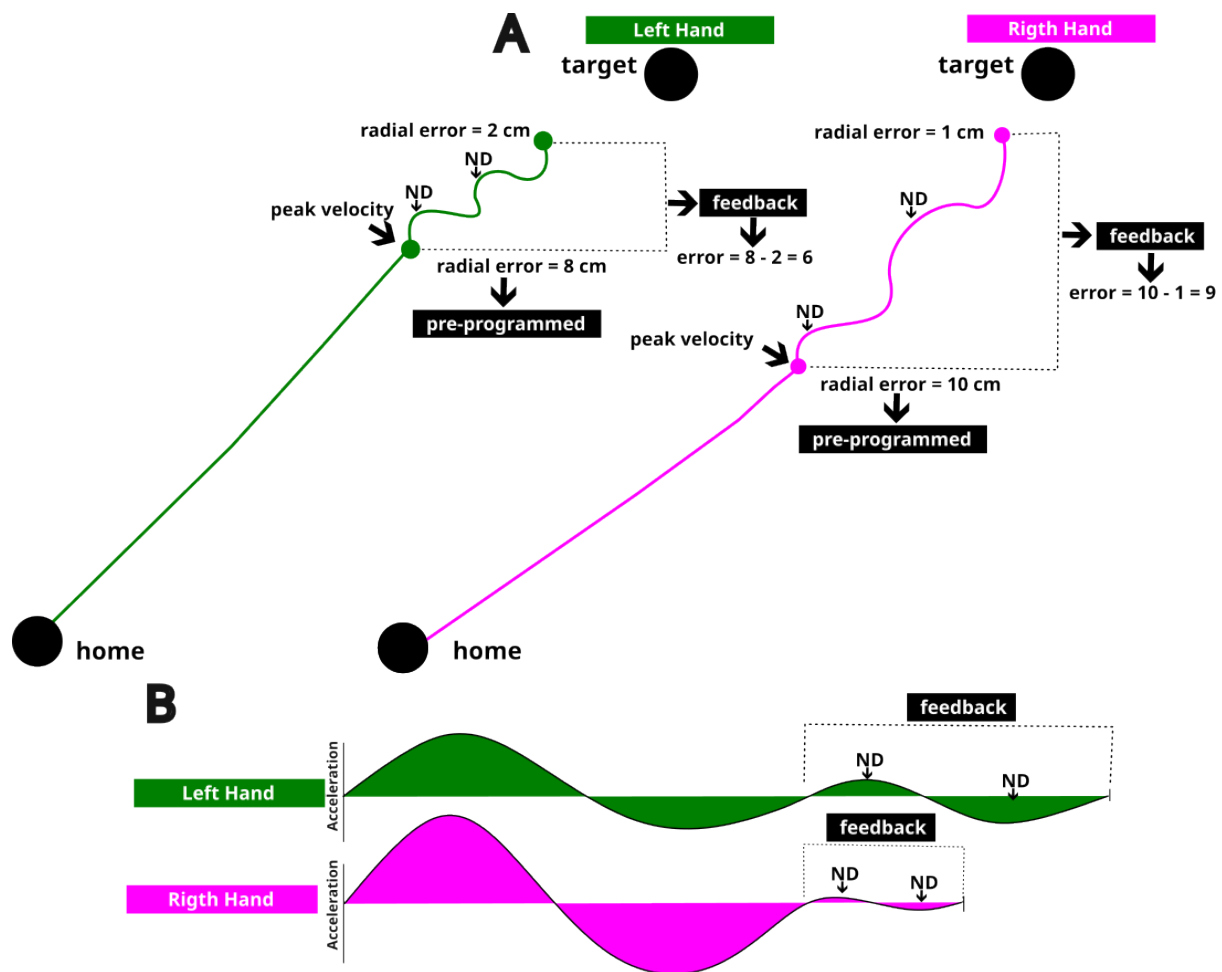 A
Left Hand
Rigth Hand
target
target
radial error = 2 cm
radial error = 1 cm
ND
ND
ND
peak velocity
feedback
feedback
error = 8 - 2 = 6
radial error = 8 cm
error = 10 - 1 = 9
ND
pre-programmed
peak velocity
radial error = 10 cm
pre-programmed
home
home
B
feedback
Acceleration
ND
ND
Left Hand
feedback
Acceleration
ND
ND
Rigth Hand